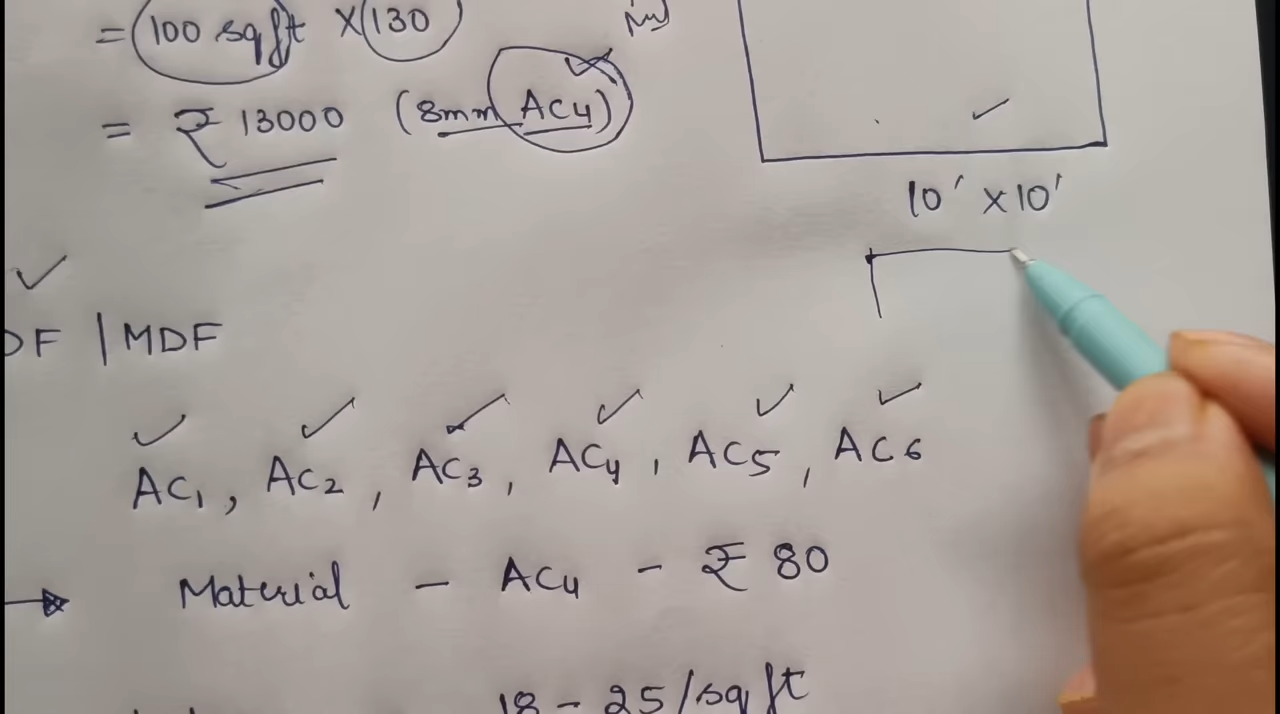 = 100 sqft X 130
= ₹ 13000 (8mm AC4)
10' x 10'
DF | MDF
AC1, AC2, AC3, AC4, AC5, AC6
Material - AC4 - ₹ 80
18 - 25/sqft